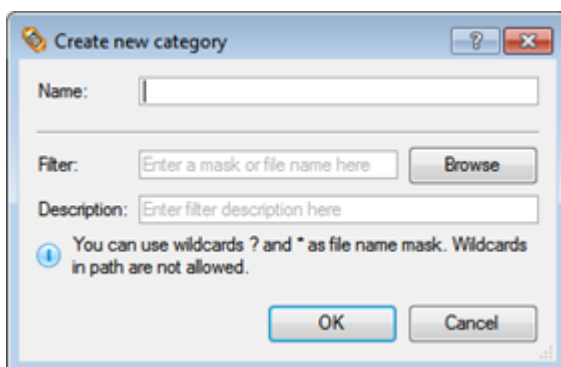 Create new category
Name:
Filter: Enter a mask or file name here Browse
Description: Enter filter description here
You can use wildcards ? and * as file name mask. Wildcards
in path are not allowed.
OK Cancel